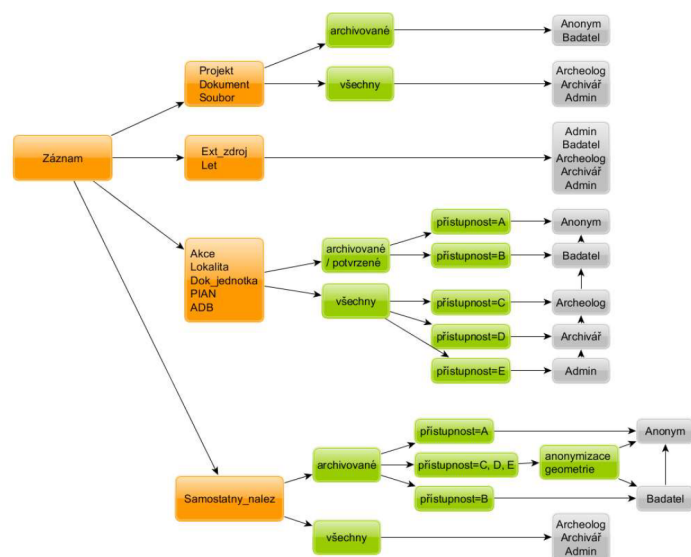 archivované
Anonym
Badatel
Projekt
Dokument
Soubor
všechny
Archeolog
Archivář
Admin
Záznam
Ext_zdroj
Let
Admin
Badatel
Archeolog
Archivář
Admin
Akce
Lokalita
Dok_jednotka
PIAN
ADB
archivované
/ potvrzené
přístupnost=A
Anonym
přístupnost=B
Badatel
všechny
přístupnost=C
Archeolog
přístupnost=D
Archivář
přístupnost=E
Admin
Samostatny_nalez
archivované
přístupnost=A
Anonym
přístupnost=C, D, E
anonymizace
geometrie
přístupnost=B
Badatel
všechny
Archeolog
Archivář
Admin